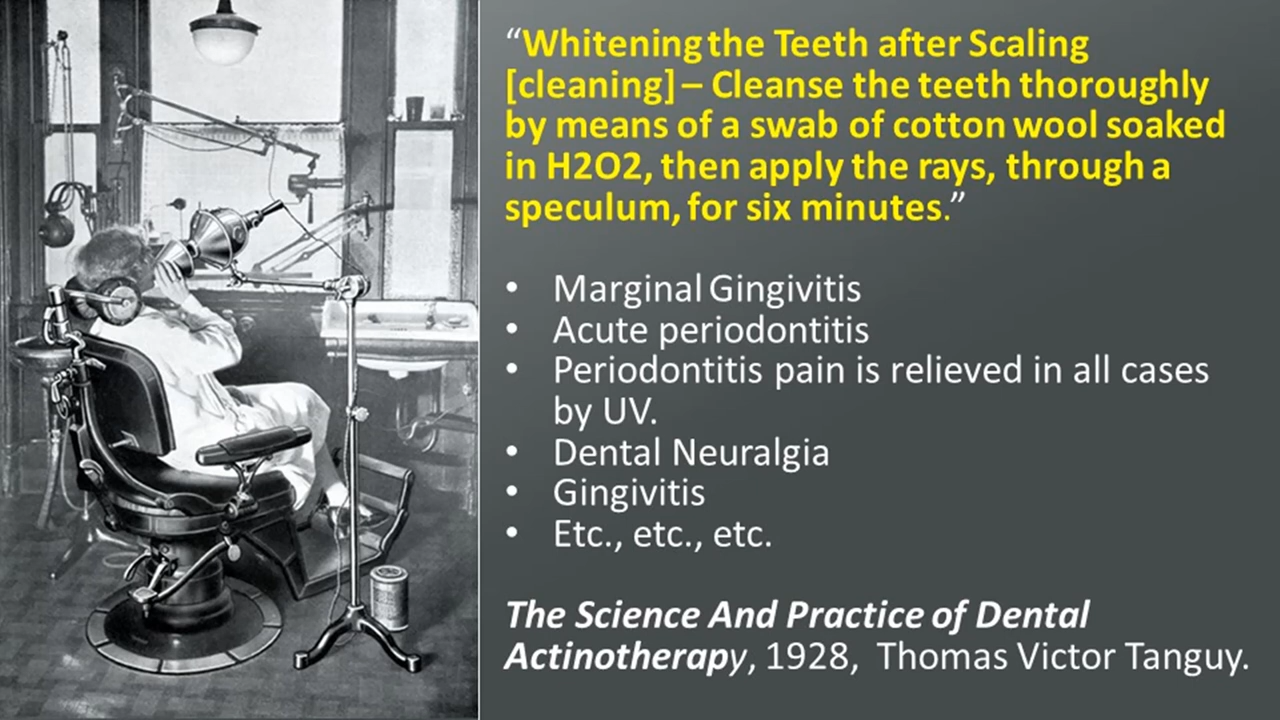 “Whitening the Teeth after Scaling
[cleaning] – Cleanse the teeth thoroughly
by means of a swab of cotton wool soaked
in H2O2, then apply the rays, through a
speculum, for six minutes.”
• Marginal Gingivitis
• Acute periodontitis
• Periodontitis pain is relieved in all cases
by UV.
• Dental Neuralgia
• Gingivitis
• Etc., etc., etc.
The Science And Practice of Dental
Actinotherapy, 1928, Thomas Victor Tanguy.